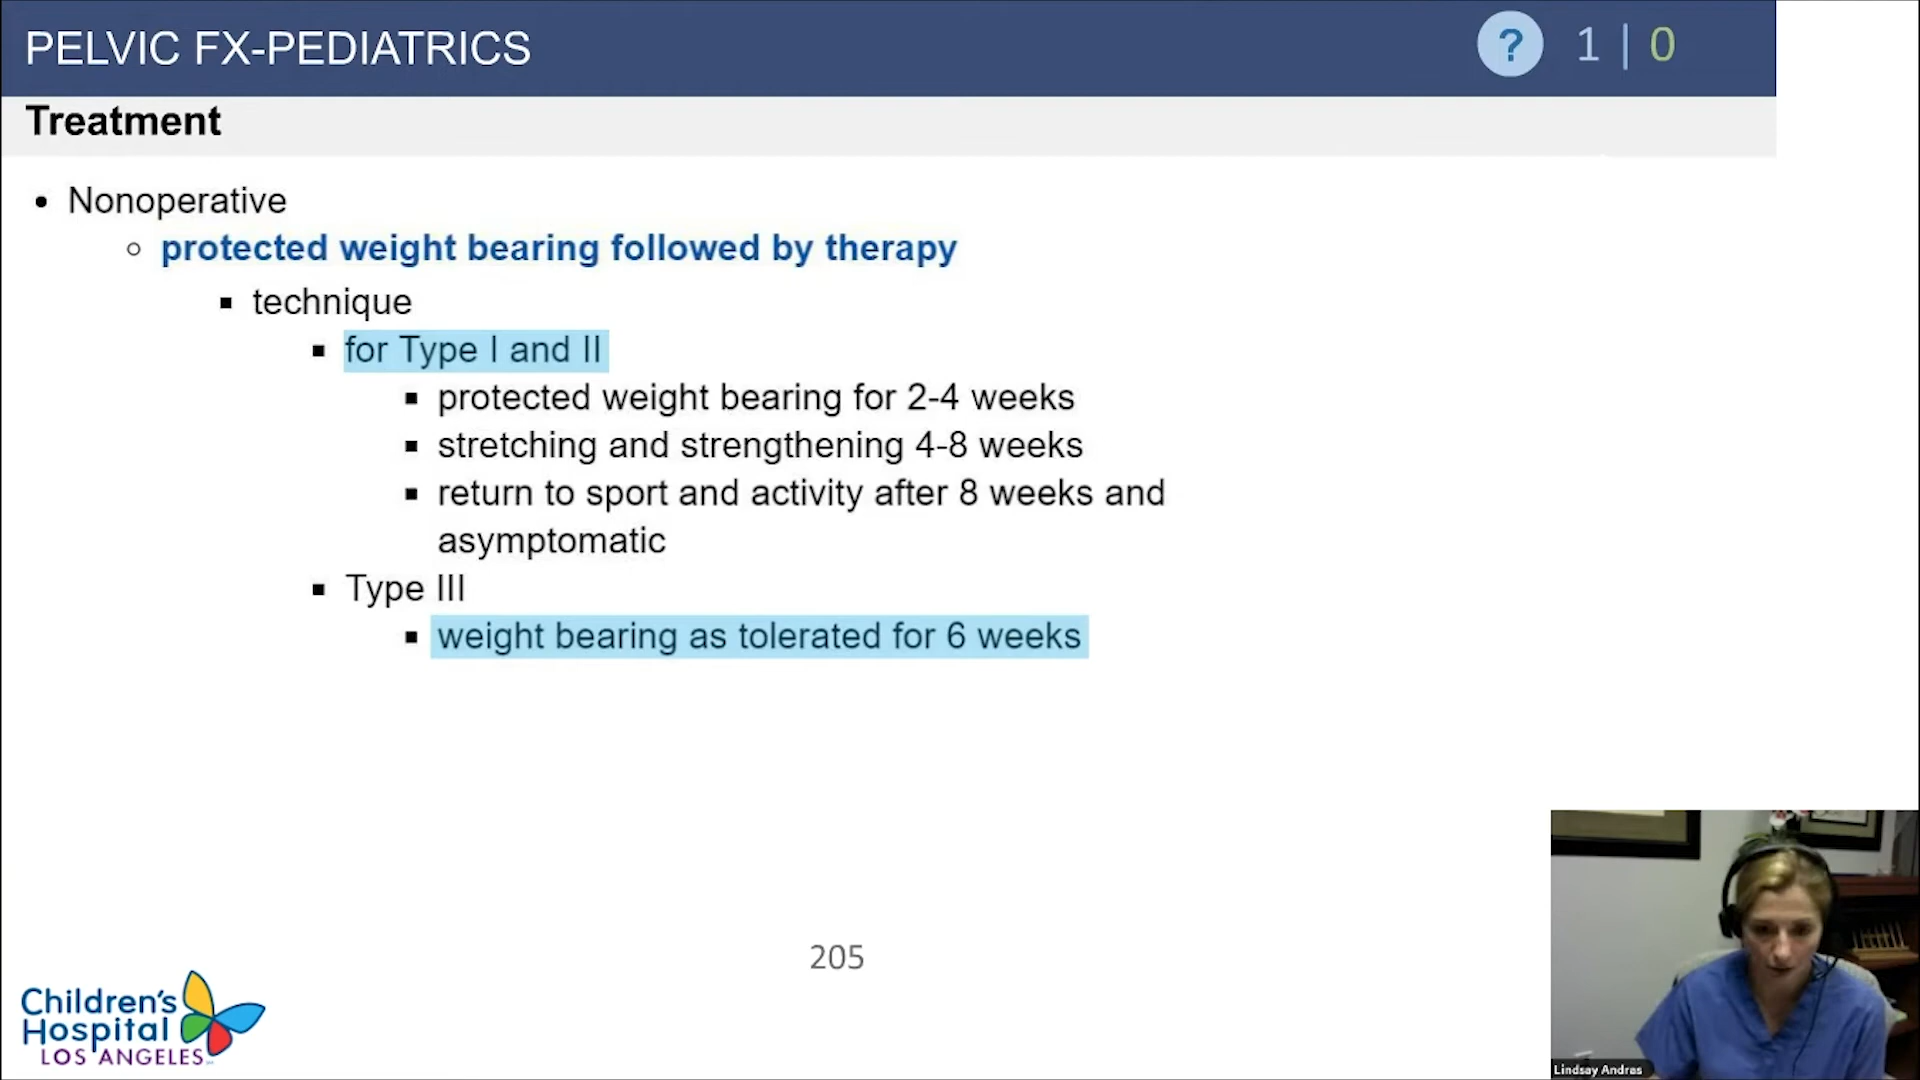 PELVIC FX-PEDIATRICS
? 1 | 0
Treatment
• Nonoperative
○ protected weight bearing followed by therapy
▪ technique
▪ for Type I and II
▪ protected weight bearing for 2-4 weeks
▪ stretching and strengthening 4-8 weeks
▪ return to sport and activity after 8 weeks and
asymptomatic
▪ Type III
▪ weight bearing as tolerated for 6 weeks
205
Children's
Hospital
LOS ANGELES
Lindsay Andras